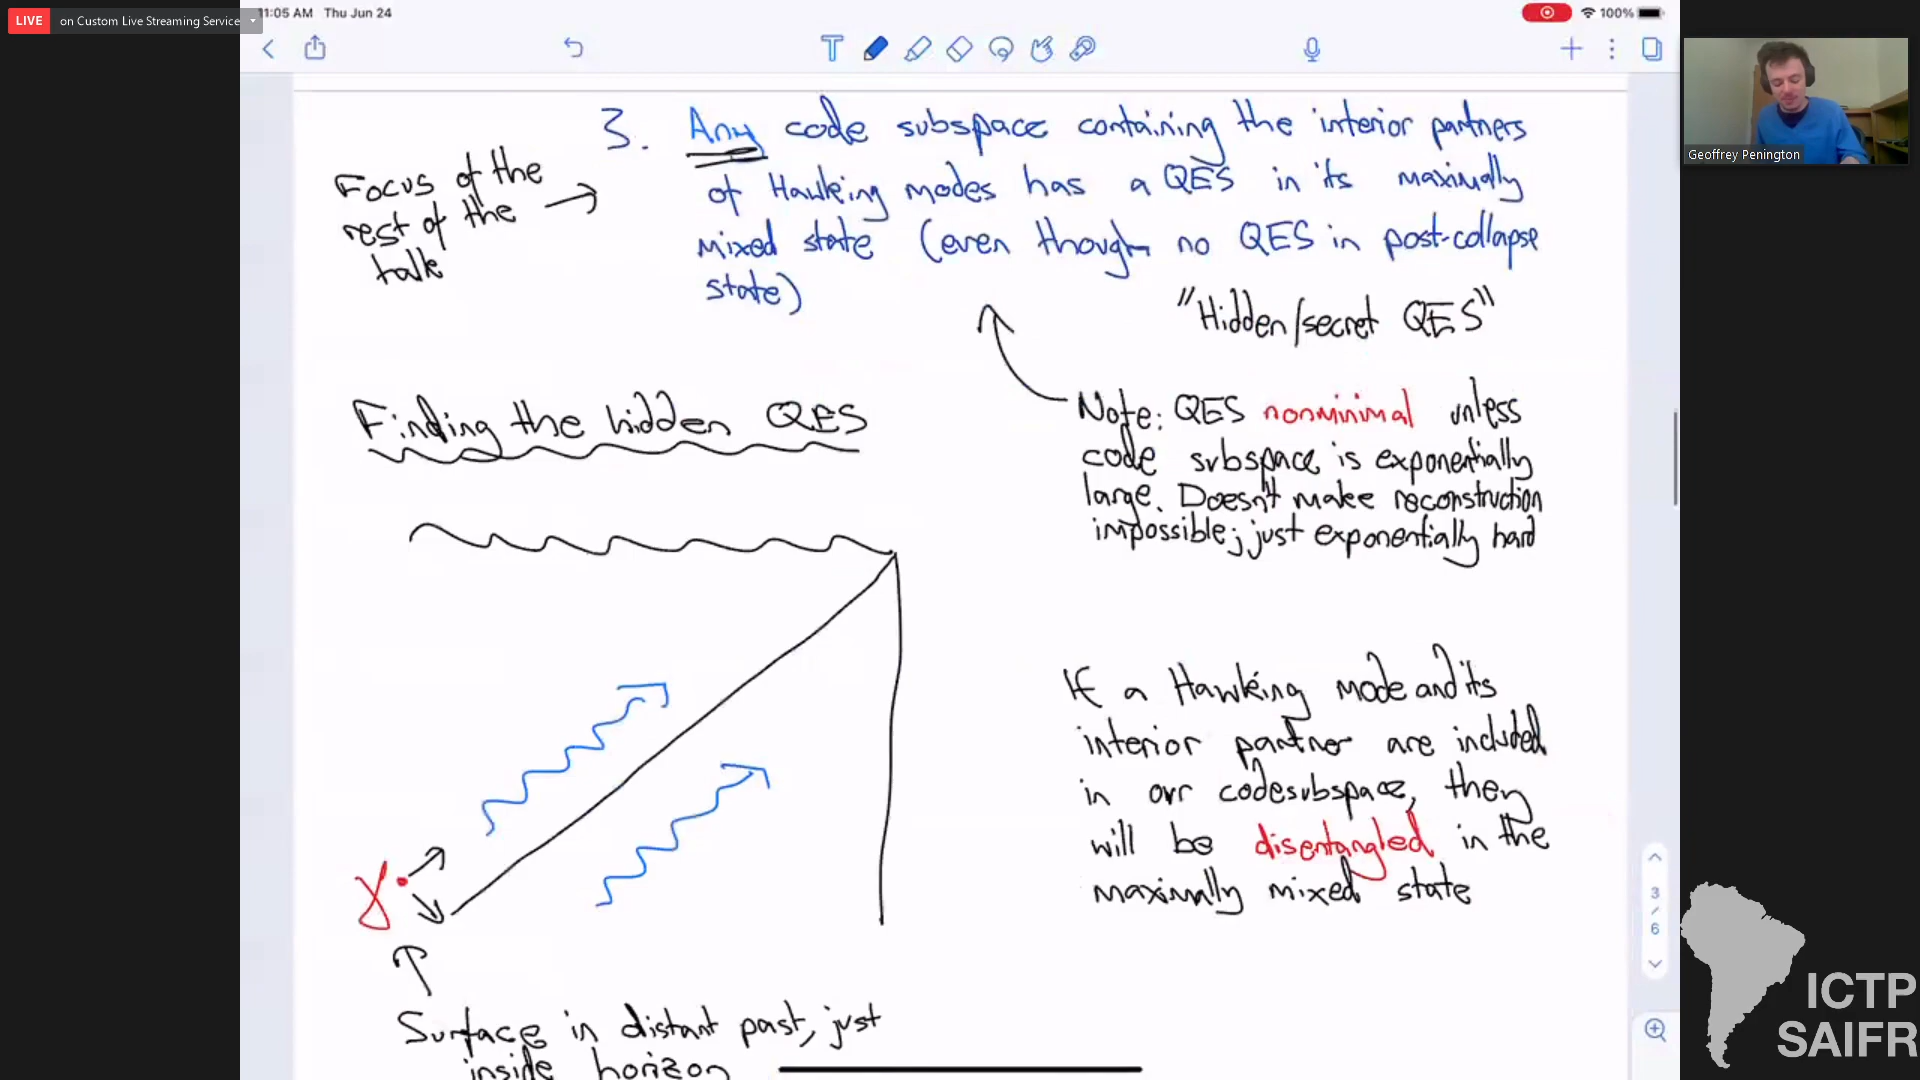 LIVE on Custom Live Streaming Service
11:05 AM Thu Jun 24
100%
Geoffrey Penington
3. Any code subspace containing the interior partners
of Hawking modes has a QES in its maximally
mixed state (even though no QES in post-collapse
state)
Focus of the
rest of the
talk
"Hidden/secret QES"
Note: QES nonminimal unless
code subspace is exponentially
large. Doesn't make reconstruction
impossible; just exponentially hard
Finding the hidden QES
If a Hawking mode and its
interior partner are included
in our codesubspace, they
will be disentangled in the
maximally mixed state
γ
Surface in distant past, just
inside horizon
3
/
6
ICTP
SAIFR